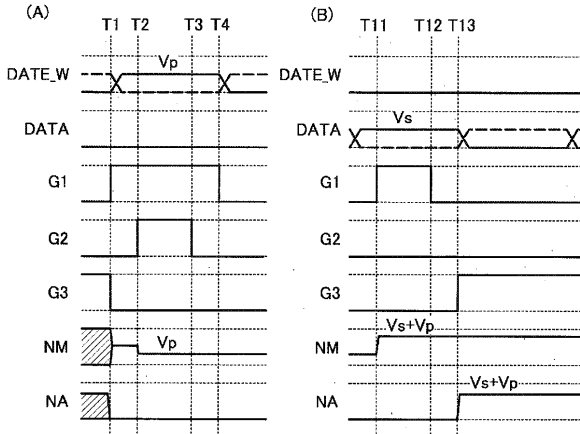 (A)
T1 T2 T3 T4
DATE_W
Vp
DATA
G1
G2
G3
NM
Vp
NA
(B)
T11 T12 T13
DATE_W
DATA
Vs
G1
G2
G3
NM
Vs+Vp
NA
Vs+Vp